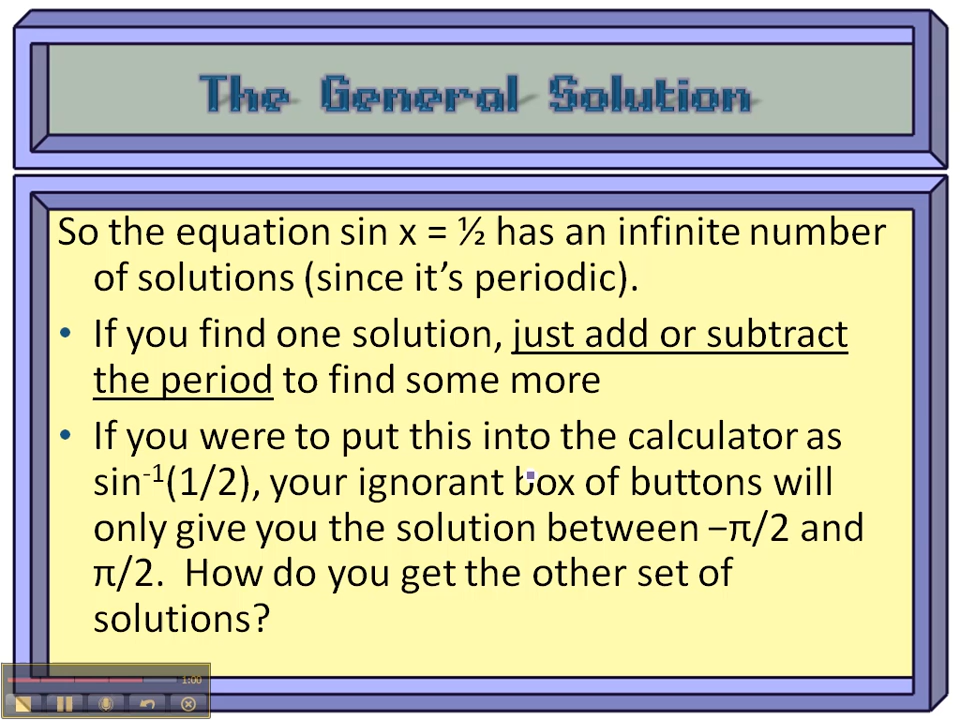 The General Solution
So the equation sin x = ½ has an infinite number
of solutions (since it's periodic).
• If you find one solution, just add or subtract
the period to find some more
• If you were to put this into the calculator as
sin⁻¹(1/2), your ignorant box of buttons will
only give you the solution between −π/2 and
π/2.  How do you get the other set of
solutions?
1:00